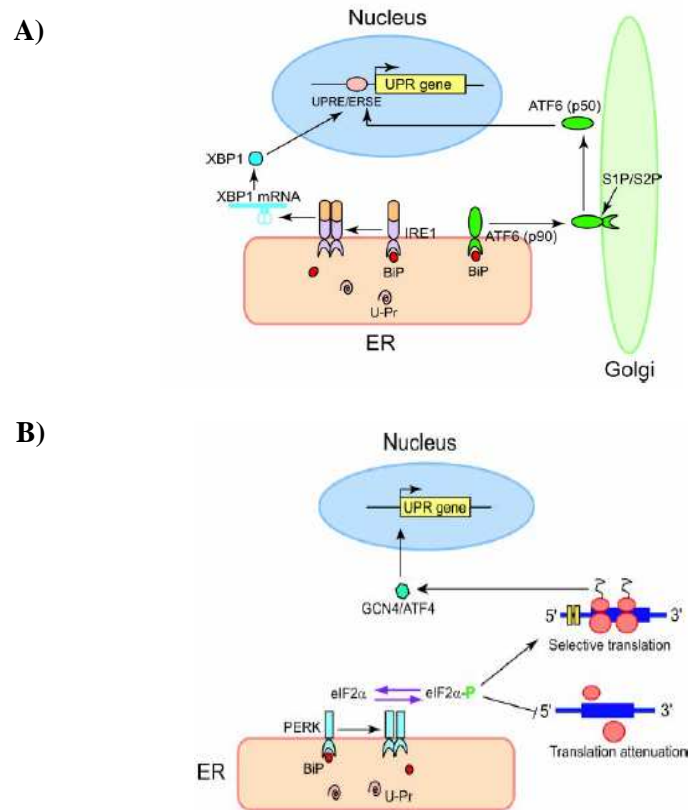 A)
Nucleus
UPR gene
UPRE/ERSE
ATF6 (p50)
XBP1
S1P/S2P
XBP1 mRNA
IRE1
ATF6 (p90)
BiP
BiP
U-Pr
ER
Golgi
B)
Nucleus
UPR gene
GCN4/ATF4
5' 3'
Selective translation
eIF2α eIF2α-P
5' 3'
PERK
Translation attenuation
BiP
ER
U-Pr